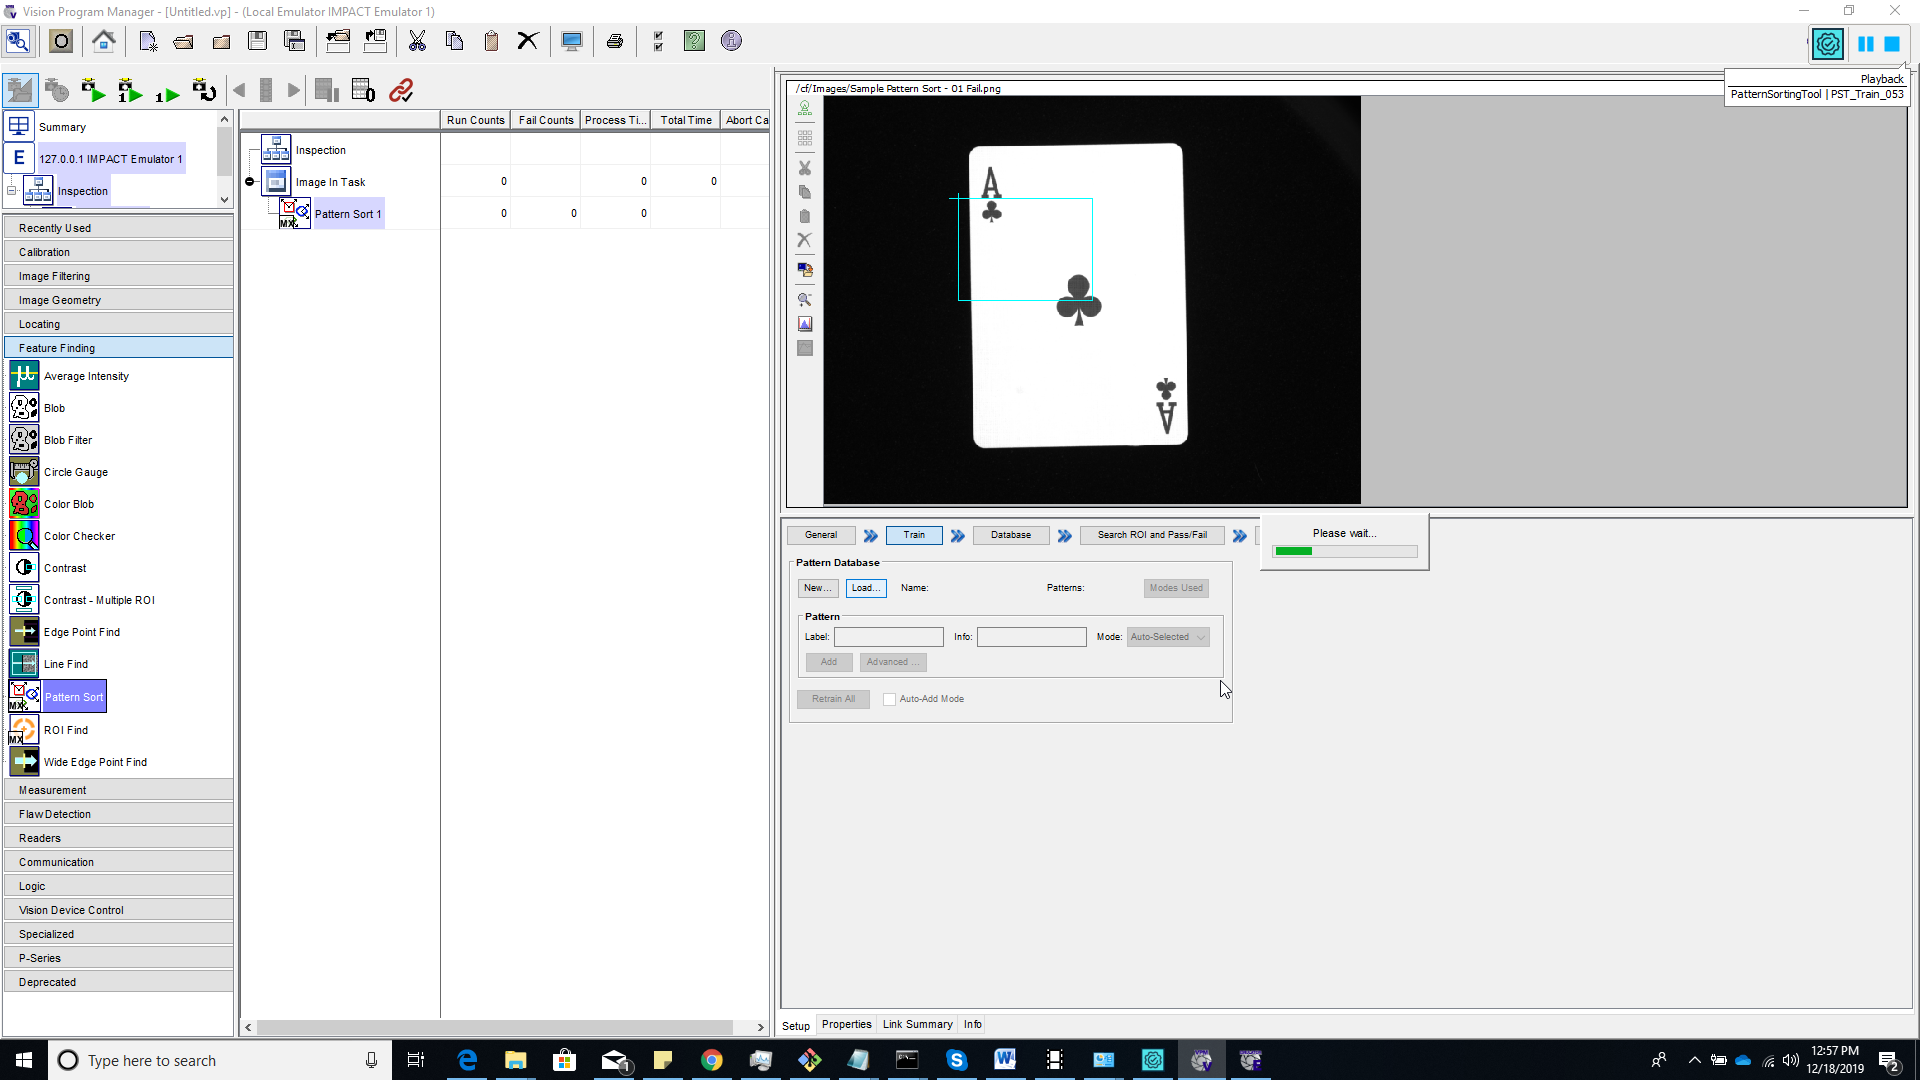 Vision Program Manager - [Untitled.vp] - (Local Emulator IMPACT Emulator 1)
Playback
PatternSortingTool | PST_Train_053
Summary
E
127.0.0.1 IMPACT Emulator 1
Inspection
Recently Used
Calibration
Image Filtering
Image Geometry
Locating
Feature Finding
Average Intensity
Blob
Blob Filter
Circle Gauge
Color Blob
Color Checker
Contrast
Contrast - Multiple ROI
Edge Point Find
Line Find
MX
Pattern Sort
MX
ROI Find
Wide Edge Point Find
Measurement
Flaw Detection
Readers
Communication
Logic
Vision Device Control
Specialized
P-Series
Deprecated
Run Counts Fail Counts Process Ti... Total Time Abort Ca
Inspection
Image In Task 0 0 0
MX Pattern Sort 1 0 0 0
/cf/Images/Sample Pattern Sort - 01 Fail.png
A
A
General Train Database Search ROI and Pass/Fail
Please wait...
Pattern Database
New... Load... Name: Patterns: Modes Used
Pattern
Label: Info: Mode: Auto-Selected
Add Advanced ...
Retrain All Auto-Add Mode
Setup Properties Link Summary Info
Type here to search
1
12:57 PM
12/18/2019
2